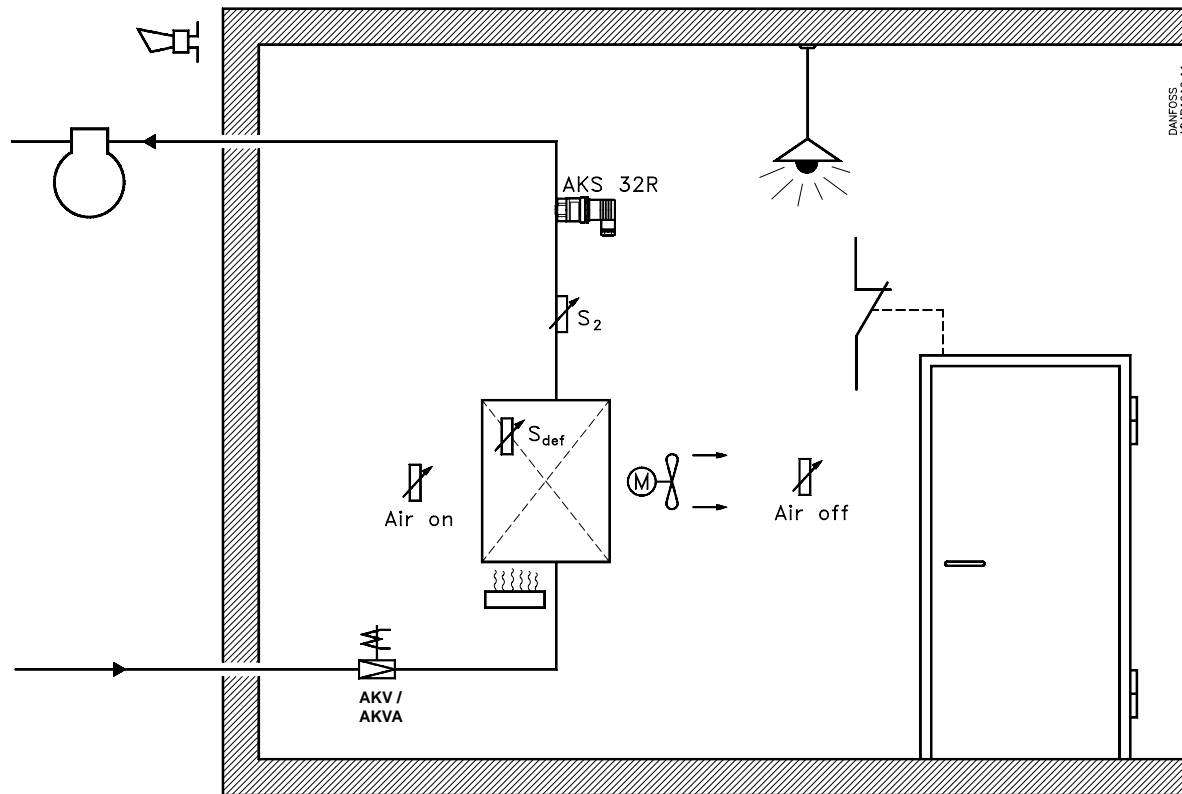 DANFOSS
AKS 32R
S2
Sdef
M
Air on
Air off
AKV /
AKVA